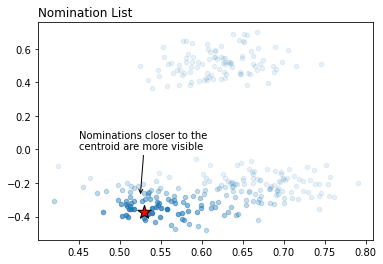 Nomination List
0.6
0.4
0.2
0.0
−0.2
−0.4
Nominations closer to the
centroid are more visible
0.45 0.50 0.55 0.60 0.65 0.70 0.75 0.80